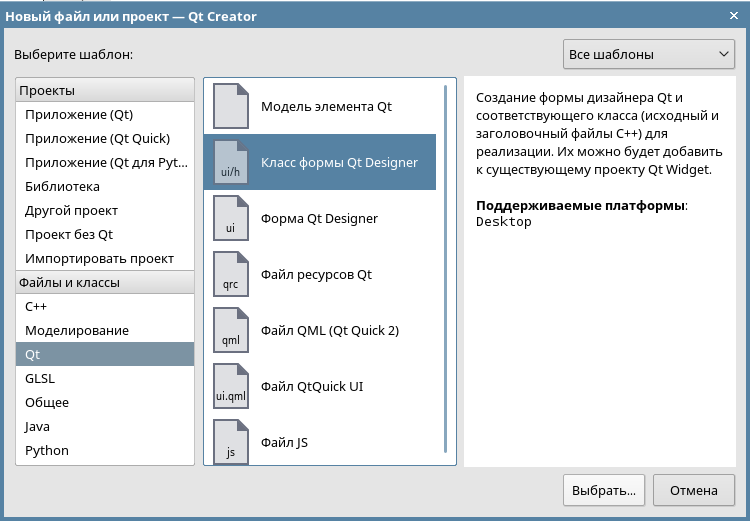 Новый файл или проект — Qt Creator
Выберите шаблон:
Все шаблоны
Проекты
Приложение (Qt)
Приложение (Qt Quick)
Приложение (Qt для Pyt...
Библиотека
Другой проект
Проект без Qt
Импортировать проект
Файлы и классы
C++
Моделирование
Qt
GLSL
Общее
Java
Python
Модель элемента Qt
ui/h
Класс формы Qt Designer
ui
Форма Qt Designer
qrc
Файл ресурсов Qt
qml
Файл QML (Qt Quick 2)
ui.qml
Файл QtQuick UI
js
Файл JS
Создание формы дизайнера Qt и
соответствующего класса (исходный и
заголовочный файлы C++) для
реализации. Их можно будет добавить
к существующему проекту Qt Widget.
Поддерживаемые платформы:
Desktop
Выбрать...
Отмена